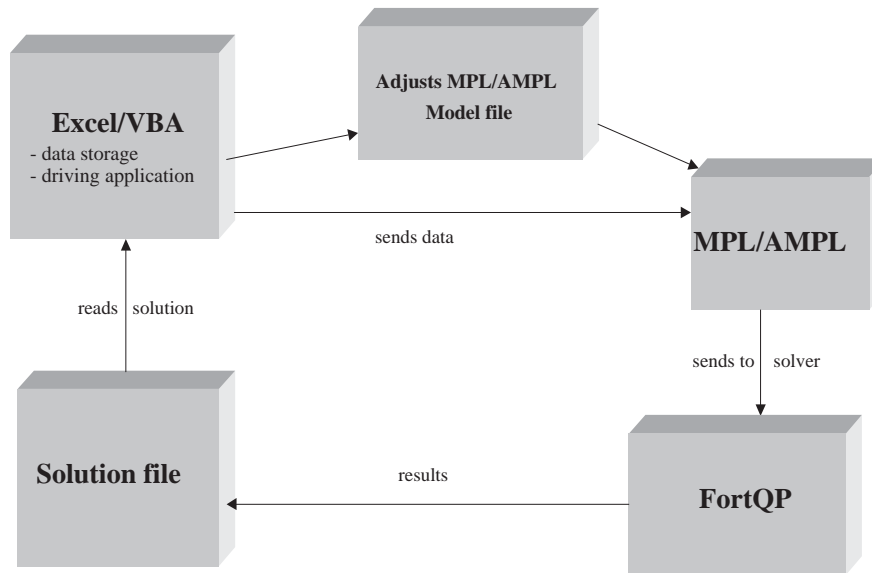 Adjusts MPL/AMPL
Model file
Excel/VBA
- data storage
- driving application
MPL/AMPL
sends data
reads solution
sends to solver
Solution file
results
FortQP